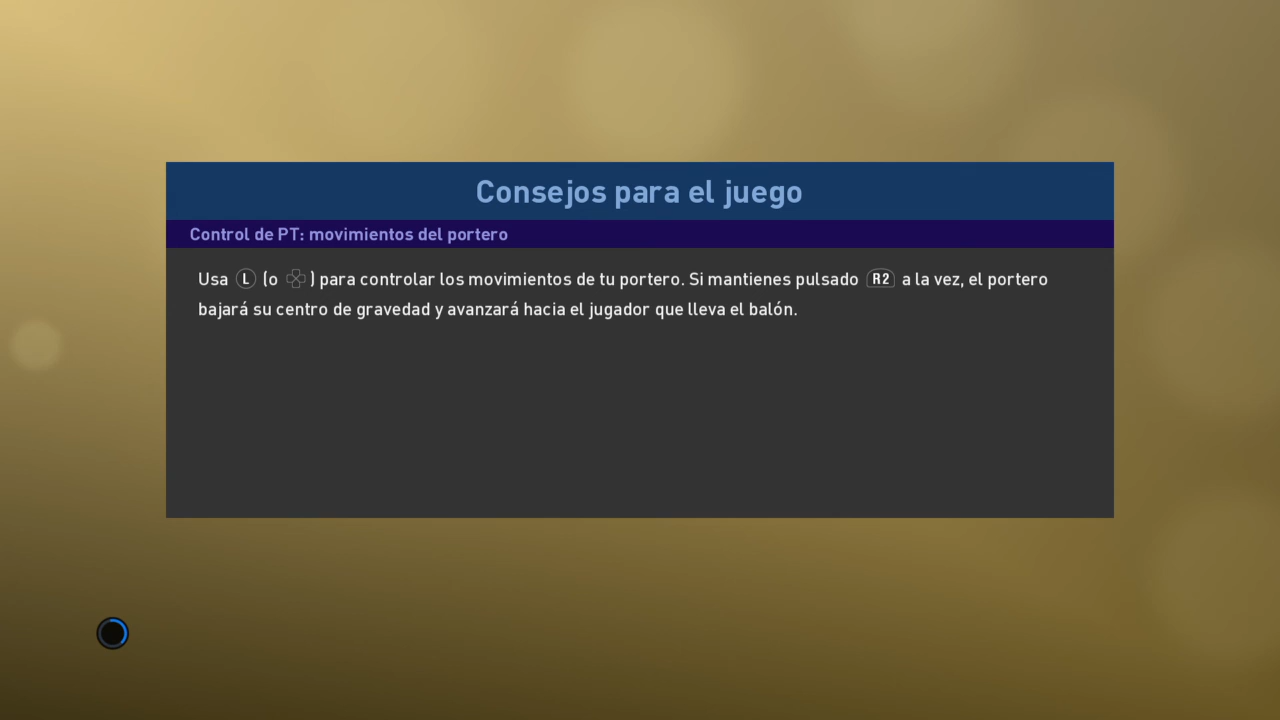 Consejos para el juego
Control de PT: movimientos del portero
Usa L (o ) para controlar los movimientos de tu portero. Si mantienes pulsado R2 a la vez, el portero
bajará su centro de gravedad y avanzará hacia el jugador que lleva el balón.